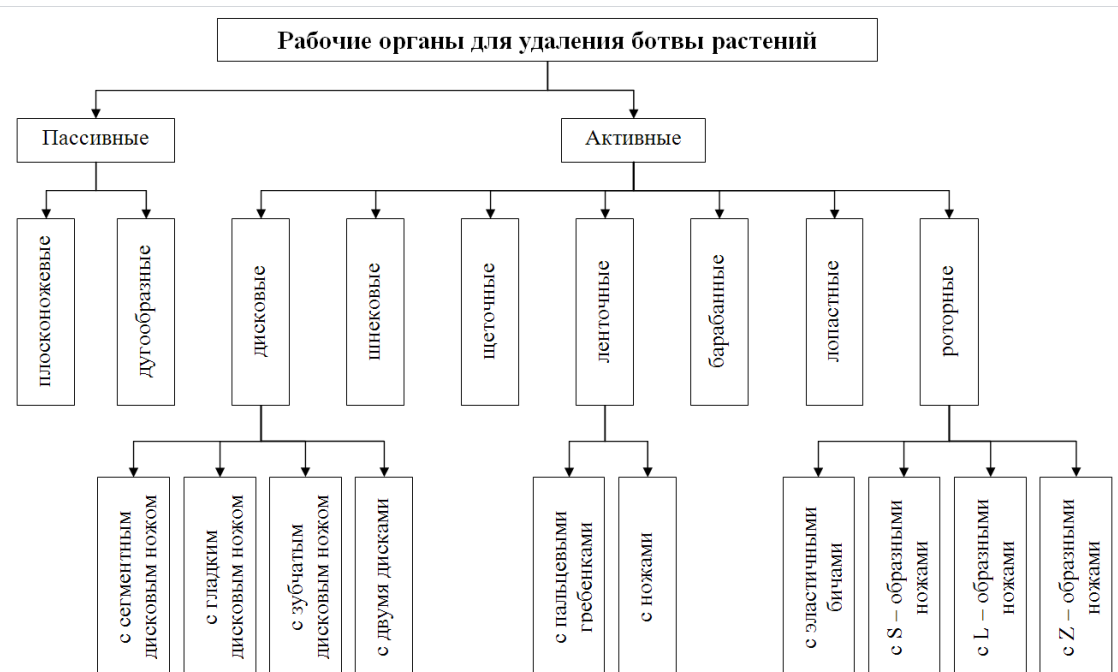 Рабочие органы для удаления ботвы растений
Пассивные
Активные
плосконожевые
дугообразные
дисковые
шнековые
щеточные
ленточные
барабанные
лопастные
роторные
с сегментным
дисковым ножом
с гладким
дисковым ножом
с зубчатым
дисковым ножом
с двумя дисками
с пальцевыми
гребенками
с ножами
с эластичными
бичами
с S – образными
ножами
с L – образными
ножами
с Z – образными
ножами